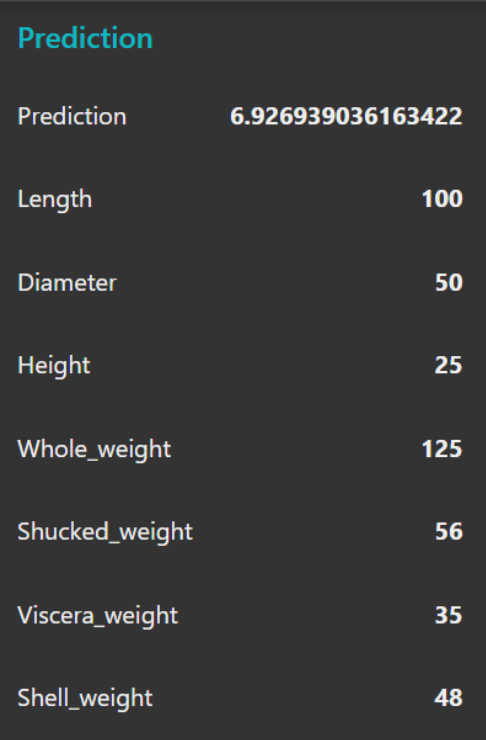 Prediction
Prediction 6.926939036163422
Length 100
Diameter 50
Height 25
Whole_weight 125
Shucked_weight 56
Viscera_weight 35
Shell_weight 48